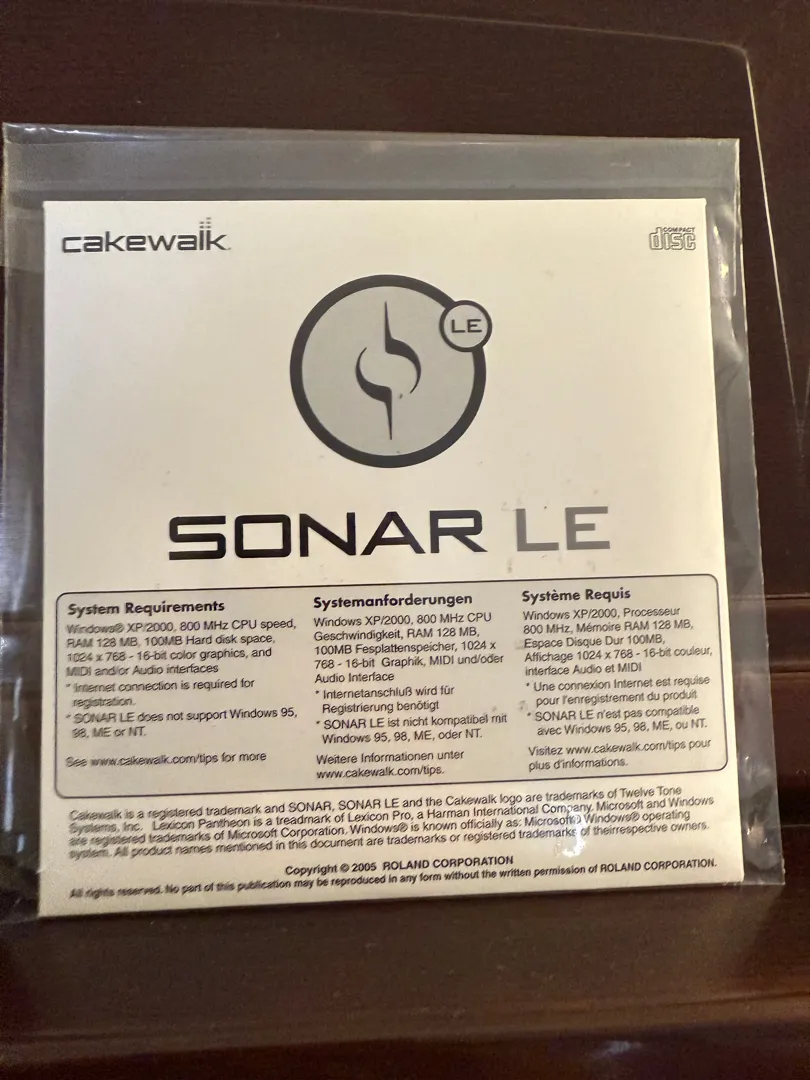 cakewalk
COMPACT
disc
LE
SONAR LE
System Requirements
Windows® XP/2000, 800 MHz CPU speed,
RAM 128 MB, 100MB Hard disk space,
1024 x 768 - 16-bit color graphics, and
MIDI and/or Audio interfaces
* Internet connection is required for
registration.
* SONAR LE does not support Windows 95,
98, ME or NT.
See www.cakewalk.com/tips for more
Systemanforderungen
Windows XP/2000, 800 MHz CPU
Geschwindigkeit, RAM 128 MB,
100MB Fesplattenspeicher, 1024 x
768 - 16-bit Graphik, MIDI und/oder
Audio Interface
* Internetanschluß wird für
Registrierung benötigt
* SONAR LE ist nicht kompatibel mit
Windows 95, 98, ME, oder NT.
Weitere Informationen unter
www.cakewalk.com/tips.
Système Requis
Windows XP/2000, Processeur
800 MHz, Mémoire RAM 128 MB,
Espace Disque Dur 100MB,
Affichage 1024 x 768 - 16-bit couleur,
interface Audio et MIDI
* Une connexion Internet est requise
pour l'enregistrement du produit
* SONAR LE n'est pas compatible
avec Windows 95, 98, ME, ou NT.
Visitez www.cakewalk.com/tips pour
plus d'informations.
Cakewalk is a registered trademark and SONAR, SONAR LE and the Cakewalk logo are trademarks of Twelve Tone
Systems, Inc. Lexicon Pantheon is a treadmark of Lexicon Pro, a Harman International Company. Microsoft and Windows
are registered trademarks of Microsoft Corporation. Windows® is known officially as: Microsoft® Windows® operating
system. All product names mentioned in this document are trademarks or registered trademarks of theirrespective owners.
Copyright © 2005 ROLAND CORPORATION
All rights reserved. No part of this publication may be reproduced in any form without the written permission of ROLAND CORPORATION.